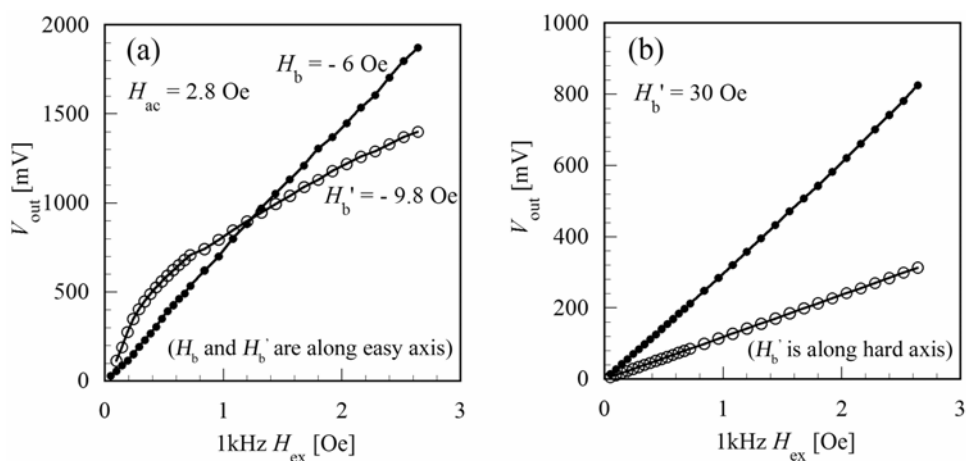 (a)
H_b = - 6 Oe
H_ac = 2.8 Oe
H_b' = - 9.8 Oe
(H_b and H_b' are along easy axis)
2000
1500
1000
500
0
V_out [mV]
0 1 2 3
1kHz H_ex [Oe]
(b)
H_b' = 30 Oe
(H_b' is along hard axis)
1000
800
600
400
200
0
V_out [mV]
0 1 2 3
1kHz H_ex [Oe]